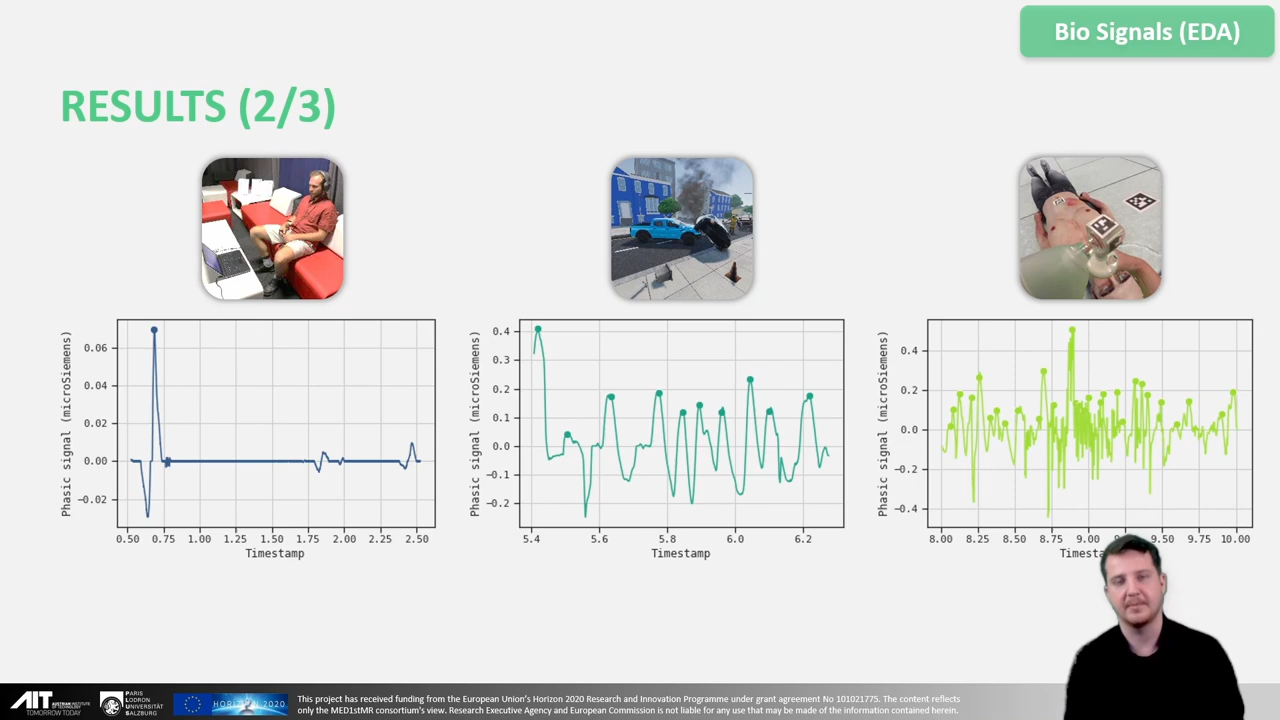 Bio Signals (EDA)
RESULTS (2/3)
Phasic signal (microSiemens)
0.06
0.04
0.02
0.00
−0.02
0.50 0.75 1.00 1.25 1.50 1.75 2.00 2.25 2.50
Timestamp
Phasic signal (microSiemens)
0.4
0.3
0.2
0.1
0.0
−0.1
−0.2
5.4 5.6 5.8 6.0 6.2
Timestamp
Phasic signal (microSiemens)
0.4
0.2
0.0
−0.2
−0.4
8.00 8.25 8.50 8.75 9.00 9.50 9.75 10.00
Timesta
AIT
AUSTRIAN INSTITUTE
OF TECHNOLOGY
TOMORROW TODAY
PARIS
LODRON
UNIVERSITÄT
SALZBURG
HORIZON 2020
This project has received funding from the European Union's Horizon 2020 Research and Innovation Programme under grant agreement No 101021775. The content reflects
only the MED1stMR consortium's view. Research Executive Agency and European Commission is not liable for any use that may be made of the information contained herein.